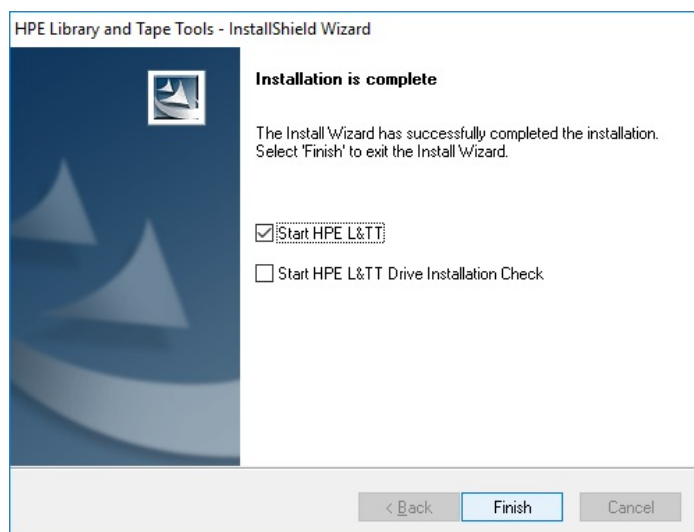 HPE Library and Tape Tools - InstallShield Wizard
Installation is complete
The Install Wizard has successfully completed the installation.
Select 'Finish' to exit the Install Wizard.
Start HPE L&TT
Start HPE L&TT Drive Installation Check
< Back Finish Cancel